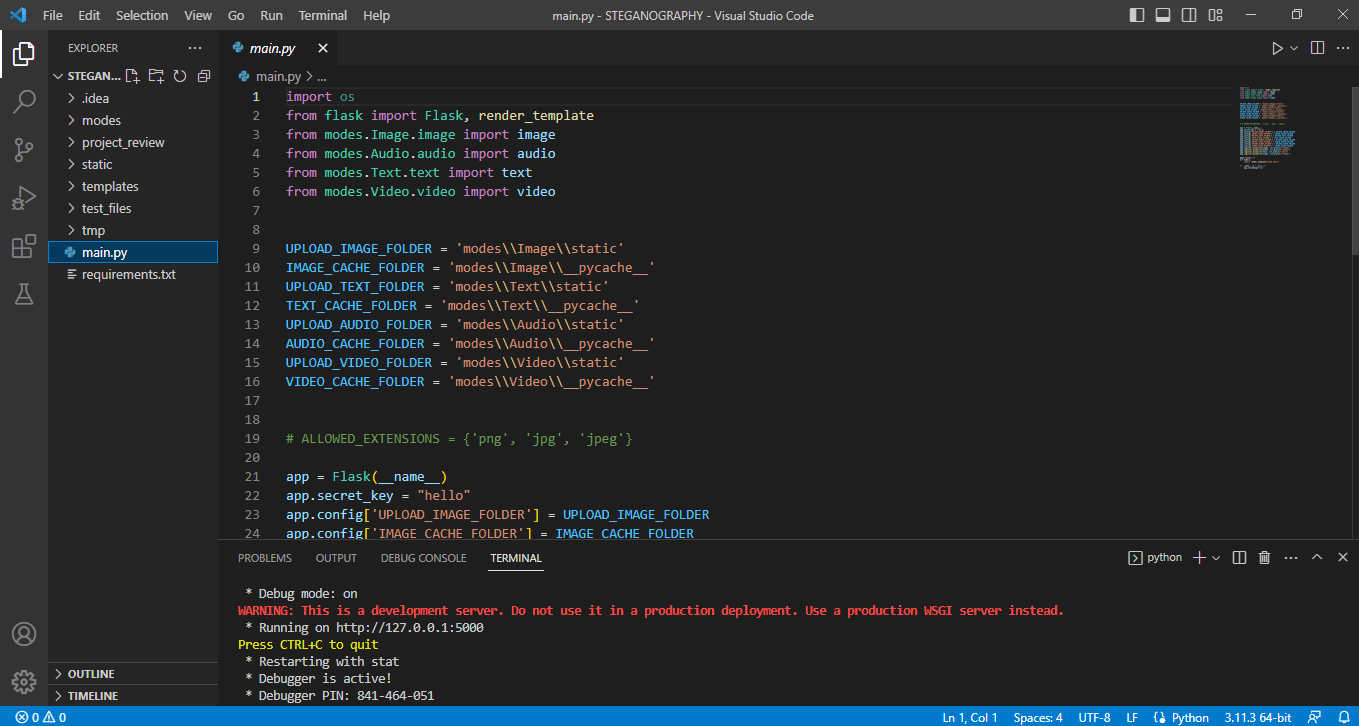 File Edit Selection View Go Run Terminal Help main.py - STEGANOGRAPHY - Visual Studio Code
EXPLORER
STEGAN...
.idea
modes
project_review
static
templates
test_files
tmp
main.py
requirements.txt
OUTLINE
TIMELINE
main.py
main.py > ...
1 import os
2 from flask import Flask, render_template
3 from modes.Image.image import image
4 from modes.Audio.audio import audio
5 from modes.Text.text import text
6 from modes.Video.video import video
7
8
9 UPLOAD_IMAGE_FOLDER = 'modes\\Image\\static'
10 IMAGE_CACHE_FOLDER = 'modes\\Image\\__pycache__'
11 UPLOAD_TEXT_FOLDER = 'modes\\Text\\static'
12 TEXT_CACHE_FOLDER = 'modes\\Text\\__pycache__'
13 UPLOAD_AUDIO_FOLDER = 'modes\\Audio\\static'
14 AUDIO_CACHE_FOLDER = 'modes\\Audio\\__pycache__'
15 UPLOAD_VIDEO_FOLDER = 'modes\\Video\\static'
16 VIDEO_CACHE_FOLDER = 'modes\\Video\\__pycache__'
17
18
19 # ALLOWED_EXTENSIONS = {'png', 'jpg', 'jpeg'}
20
21 app = Flask(__name__)
22 app.secret_key = "hello"
23 app.config['UPLOAD_IMAGE_FOLDER'] = UPLOAD_IMAGE_FOLDER
24 app.config['IMAGE_CACHE_FOLDER'] = IMAGE_CACHE_FOLDER
PROBLEMS OUTPUT DEBUG CONSOLE TERMINAL python
* Debug mode: on
WARNING: This is a development server. Do not use it in a production deployment. Use a production WSGI server instead.
* Running on http://127.0.0.1:5000
Press CTRL+C to quit
* Restarting with stat
* Debugger is active!
* Debugger PIN: 841-464-051
0 0 Ln 1, Col 1 Spaces: 4 UTF-8 LF Python 3.11.3 64-bit